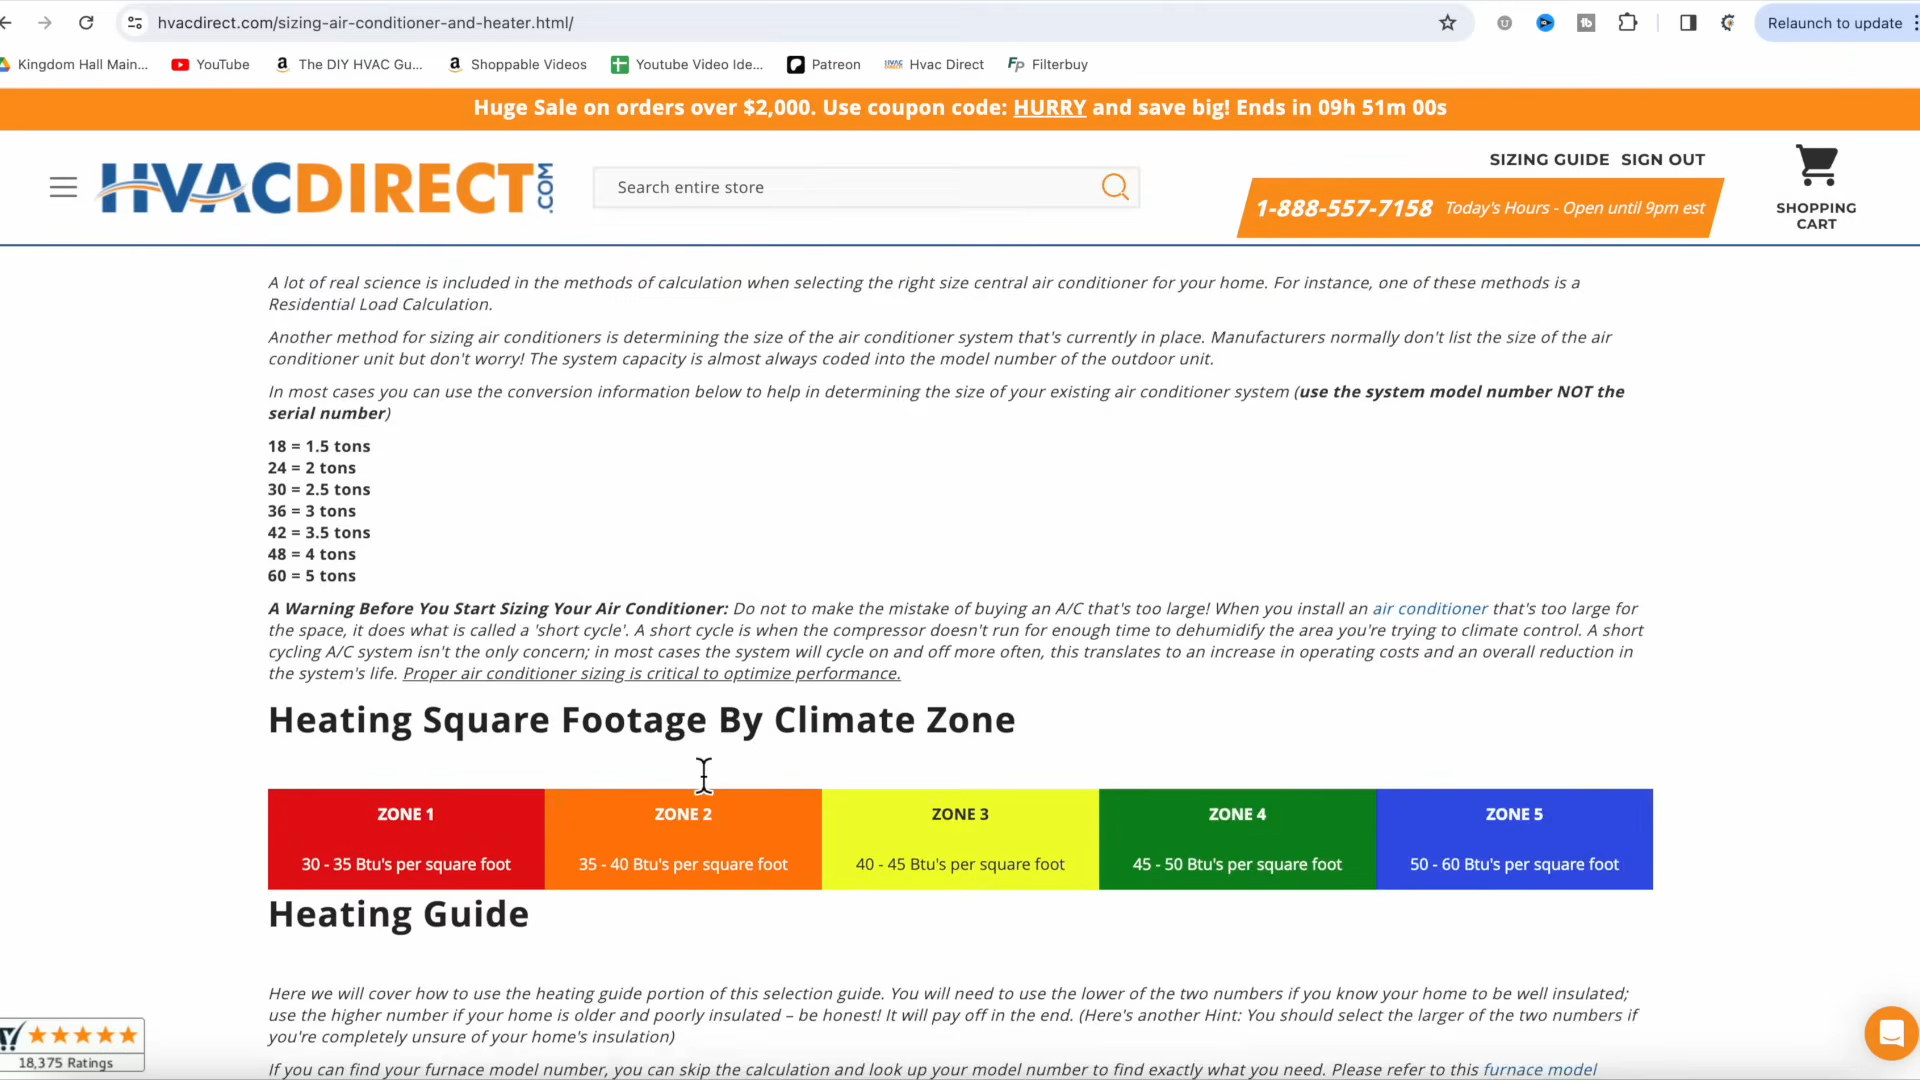 hvacdirect.com/sizing-air-conditioner-and-heater.html/
Relaunch to update
Kingdom Hall Main...
YouTube
The DIY HVAC Gu...
Shoppable Videos
Youtube Video Ide...
Patreon
Hvac Direct
Filterbuy
Huge Sale on orders over $2,000. Use coupon code: HURRY and save big! Ends in 09h 51m 00s
HVACDIRECT.COM
Search entire store
SIZING GUIDE SIGN OUT
1-888-557-7158 Today's Hours - Open until 9pm est
SHOPPING
CART
A lot of real science is included in the methods of calculation when selecting the right size central air conditioner for your home. For instance, one of these methods is a
Residential Load Calculation.
Another method for sizing air conditioners is determining the size of the air conditioner system that's currently in place. Manufacturers normally don't list the size of the air
conditioner unit but don't worry! The system capacity is almost always coded into the model number of the outdoor unit.
In most cases you can use the conversion information below to help in determining the size of your existing air conditioner system (use the system model number NOT the
serial number)
18 = 1.5 tons
24 = 2 tons
30 = 2.5 tons
36 = 3 tons
42 = 3.5 tons
48 = 4 tons
60 = 5 tons
A Warning Before You Start Sizing Your Air Conditioner: Do not to make the mistake of buying an A/C that's too large! When you install an air conditioner that's too large for
the space, it does what is called a 'short cycle'. A short cycle is when the compressor doesn't run for enough time to dehumidify the area you're trying to climate control. A short
cycling A/C system isn't the only concern; in most cases the system will cycle on and off more often, this translates to an increase in operating costs and an overall reduction in
the system's life. Proper air conditioner sizing is critical to optimize performance.
Heating Square Footage By Climate Zone
ZONE 1
30 - 35 Btu's per square foot
ZONE 2
35 - 40 Btu's per square foot
ZONE 3
40 - 45 Btu's per square foot
ZONE 4
45 - 50 Btu's per square foot
ZONE 5
50 - 60 Btu's per square foot
Heating Guide
Here we will cover how to use the heating guide portion of this selection guide. You will need to use the lower of the two numbers if you know your home to be well insulated;
use the higher number if your home is older and poorly insulated – be honest! It will pay off in the end. (Here's another Hint: You should select the larger of the two numbers if
you're completely unsure of your home's insulation)
If you can find your furnace model number, you can skip the calculation and look up your model number to find exactly what you need. Please refer to this furnace model
18,375 Ratings